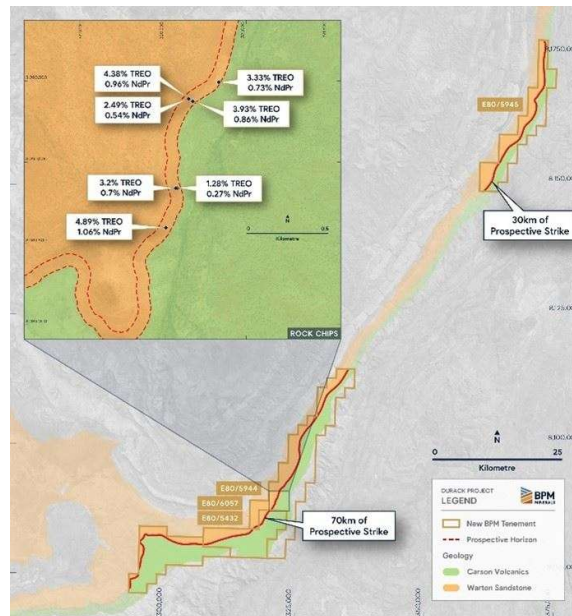 4.38% TREO
0.96% NdPr
3.33% TREO
0.73% NdPr
2.49% TREO
0.54% NdPr
3.93% TREO
0.86% NdPr
3.2% TREO
0.7% NdPr
1.28% TREO
0.27% NdPr
4.89% TREO
1.06% NdPr
N
0
0.5
Kilometre
ROCK CHIPS
30km of
Prospective Strike
N
0
25
Kilometre
E80/5944
E80/6057
E80/5432
70km of
Prospective Strike
DURACK PROJECT
LEGEND
BPM
MINERALS
New BPM Tenement
Prospective Horizan
Geology
Carson Volcanics
Warton Sandstone